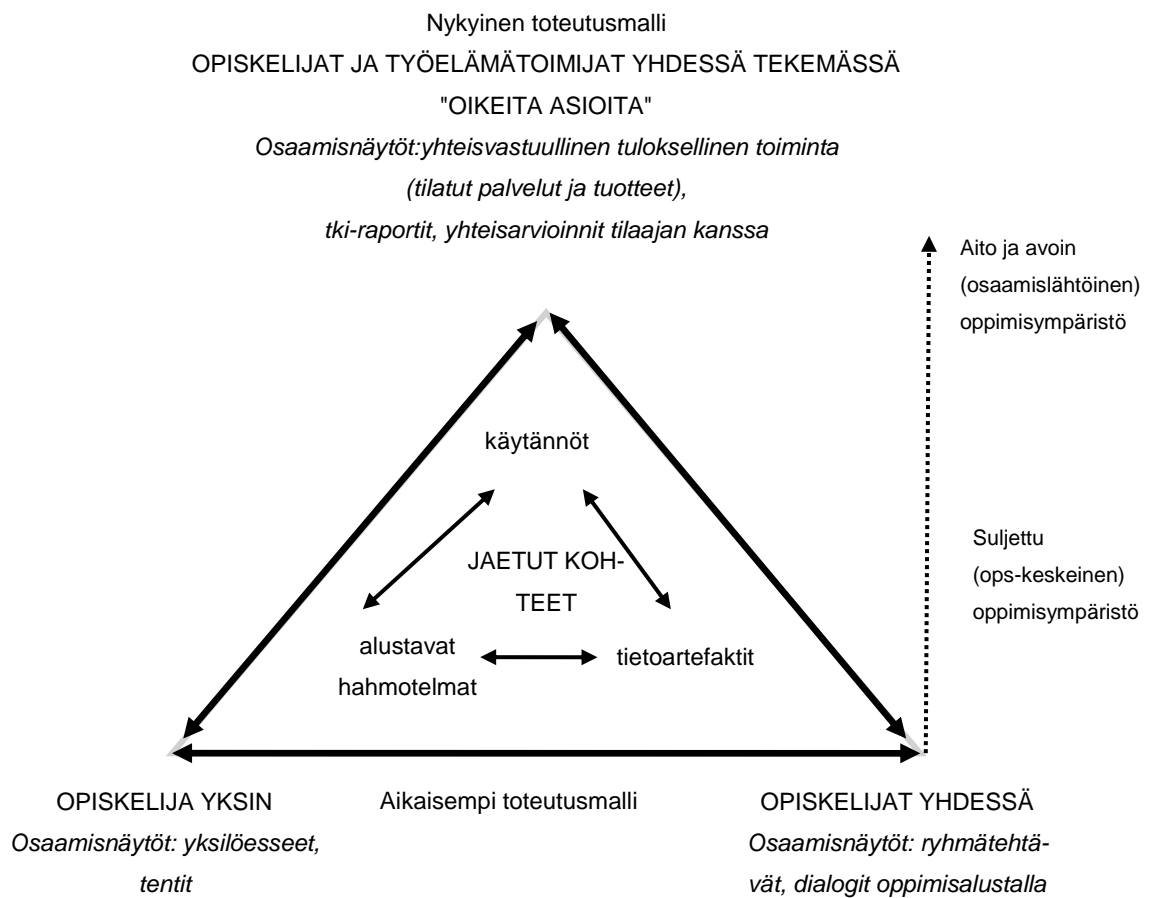 Nykyinen toteutusmalli
OPISKELIJAT JA TYÖELÄMÄTOIMIJAT YHDESSÄ TEKEMÄSSÄ
"OIKEITA ASIOITA"
Osaamisnäytöt:yhteisvastuullinen tuloksellinen toiminta
(tilatut palvelut ja tuotteet),
tki-raportit, yhteisarvioinnit tilaajan kanssa
Aito ja avoin
(osaamislähtöinen)
oppimisympäristö
käytännöt
JAETUT KOH-
TEET
alustavat
hahmotelmat
tietoartefaktit
Suljettu
(ops-keskeinen)
oppimisympäristö
OPISKELIJA YKSIN
Osaamisnäytöt: yksilöesseet,
tentit
Aikaisempi toteutusmalli
OPISKELIJAT YHDESSÄ
Osaamisnäytöt: ryhmätehtä-
vät, dialogit oppimisalustalla